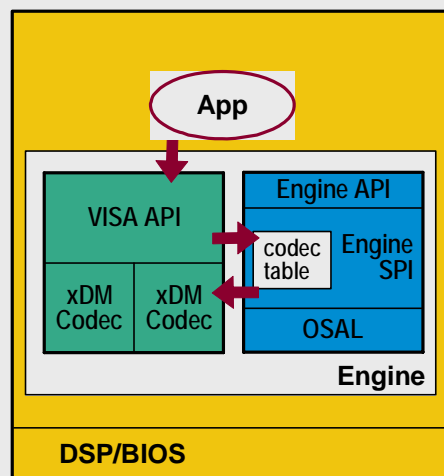 App
VISA API
xDM
Codec
xDM
Codec
Engine API
codec
table
Engine
SPI
OSAL
Engine
DSP/BIOS